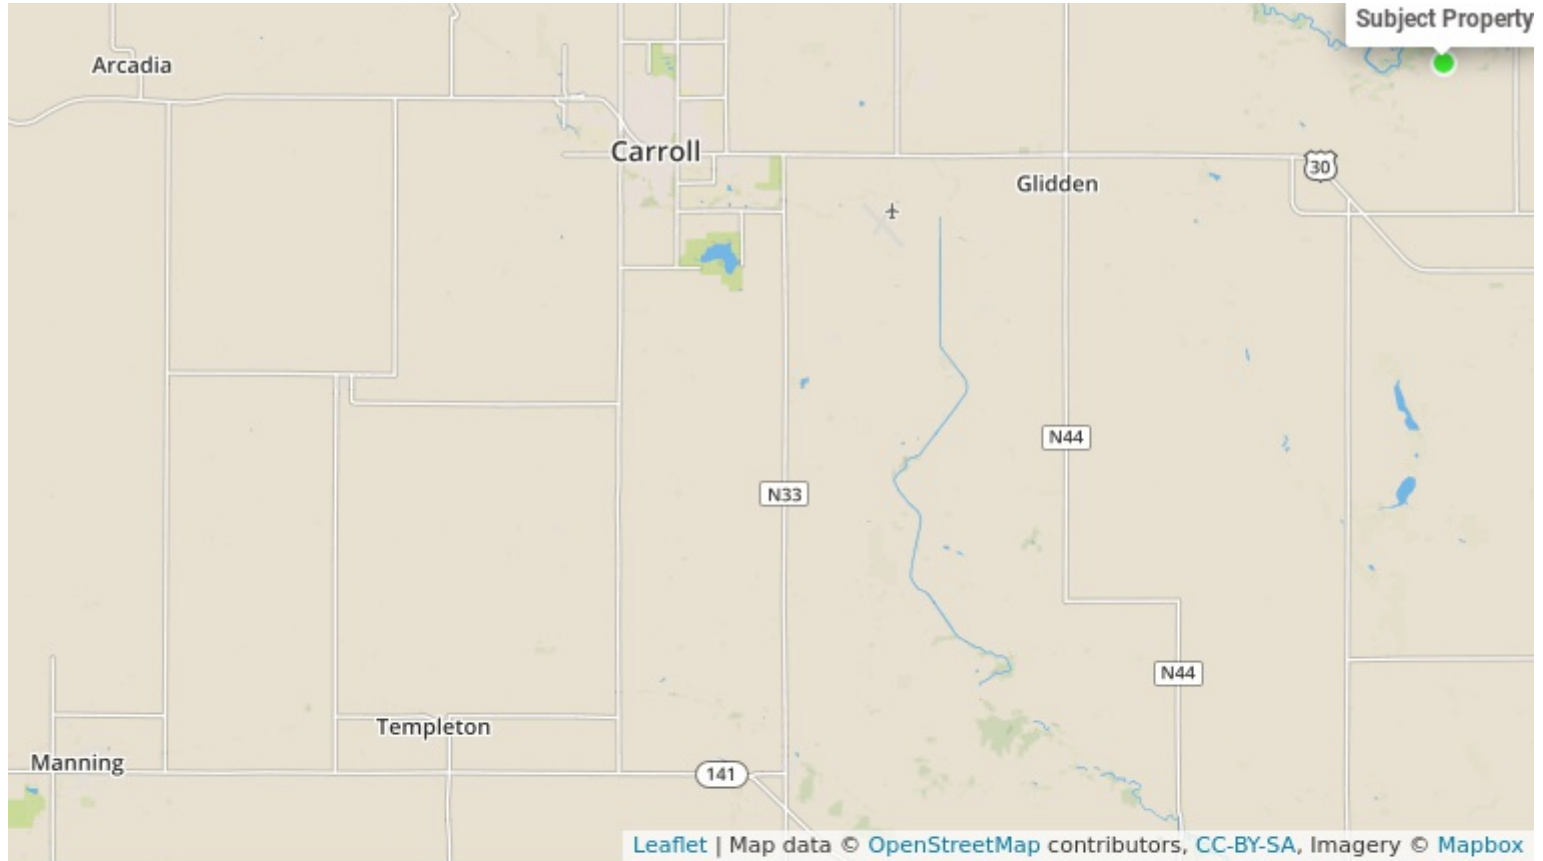 Subject Property
Arcadia
Carroll
30
Glidden
N44
N33
N44
Templeton
Manning
141
Leaflet | Map data © OpenStreetMap contributors, CC-BY-SA, Imagery © Mapbox